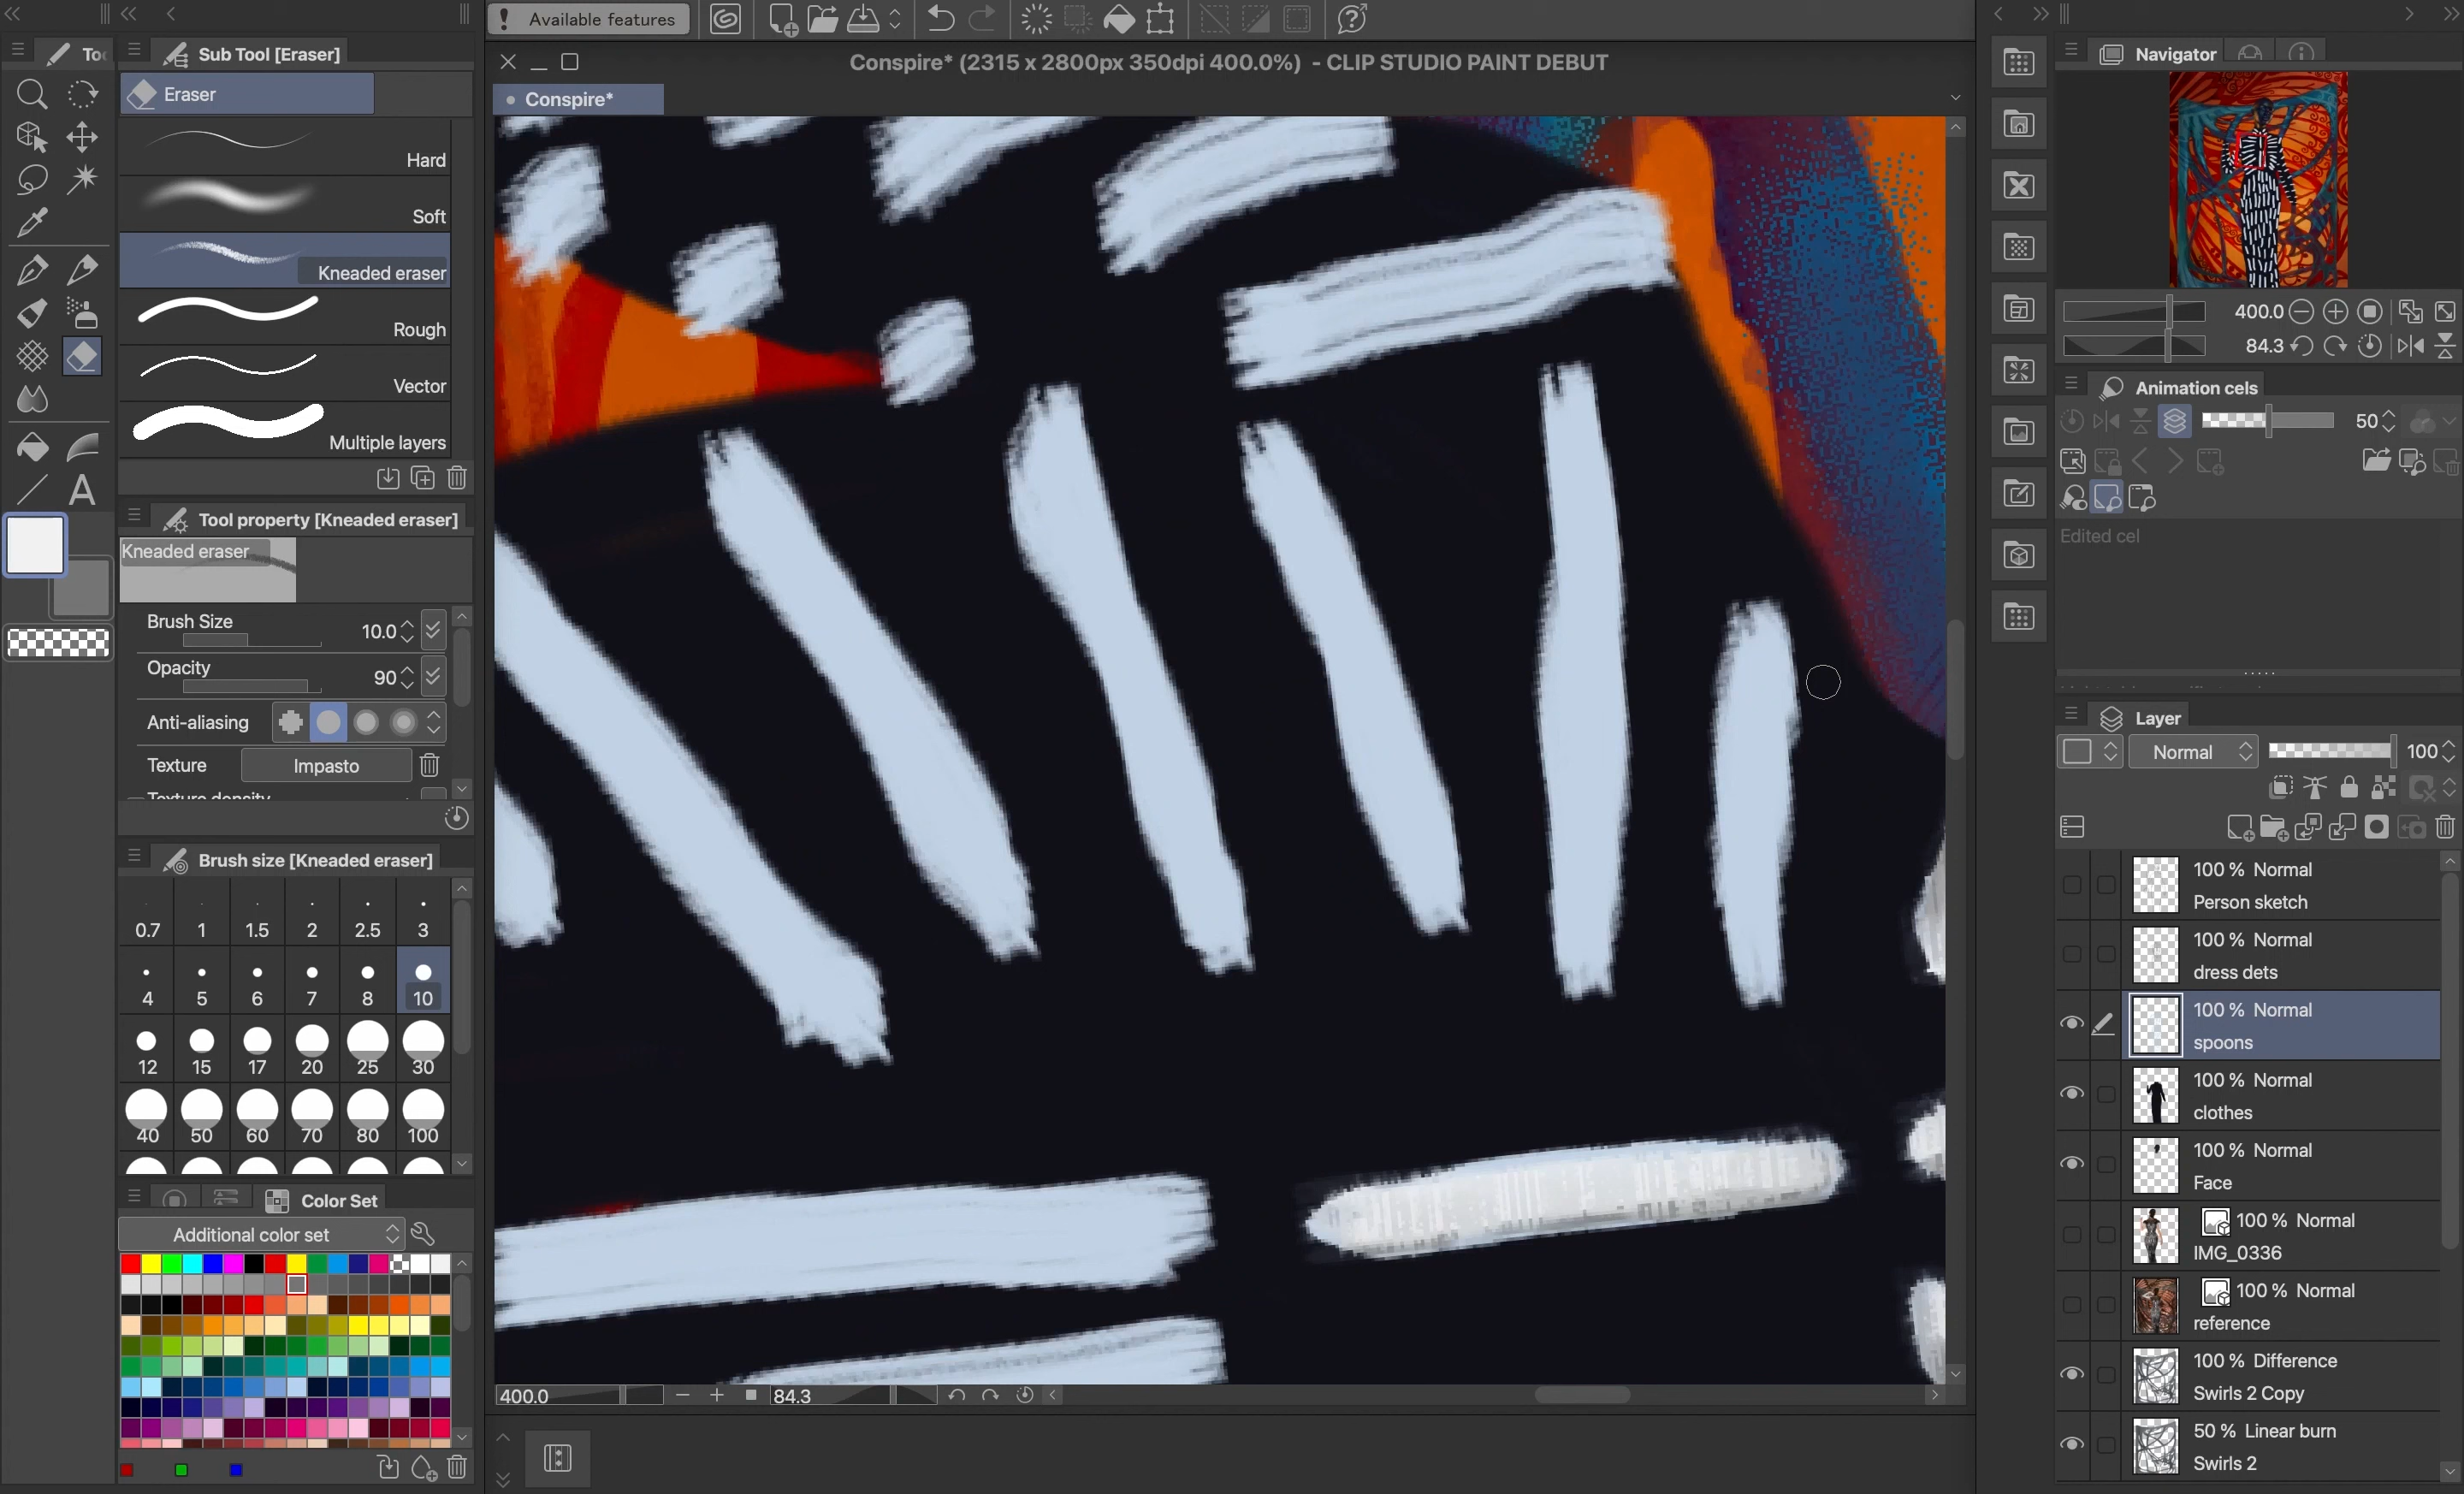 Available features
Conspire* (2315 x 2800px 350dpi 400.0%) - CLIP STUDIO PAINT DEBUT
Conspire*
Sub Tool [Eraser]
Eraser
Hard
Soft
Kneaded eraser
Rough
Vector
Multiple layers
Tool property [Kneaded eraser]
Kneaded eraser
Brush Size
10.0
Opacity
90
Anti-aliasing
Texture
Impasto
Texture density
Brush size [Kneaded eraser]
0.7 1 1.5 2 2.5 3
4 5 6 7 8 10
12 15 17 20 25 30
40 50 60 70 80 100
Color Set
Additional color set
400.0
84.3
Navigator
400.0
84.3
Animation cels
50
Edited cel
Layer
Normal
100
100 % Normal
Person sketch
100 % Normal
dress dets
100 % Normal
spoons
100 % Normal
clothes
100 % Normal
Face
100 % Normal
IMG_0336
100 % Normal
reference
100 % Difference
Swirls 2 Copy
50 % Linear burn
Swirls 2